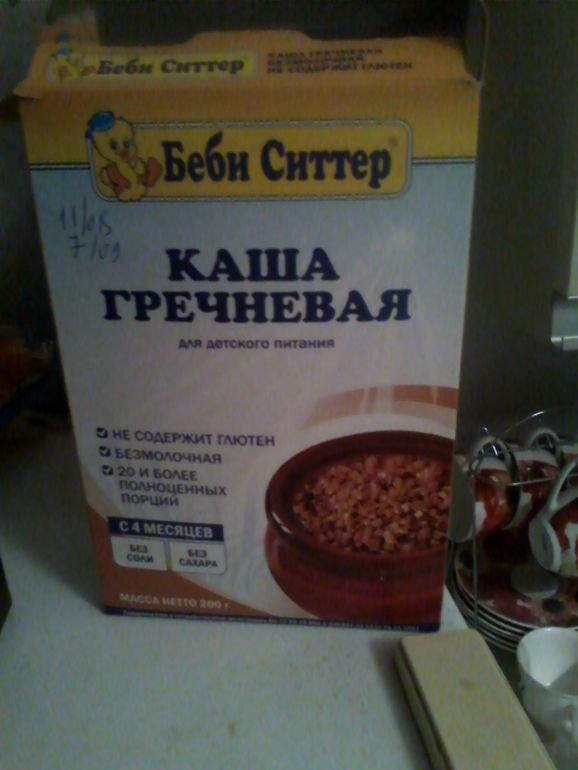 Беби Ситтер
КАША ГРЕЧНЕВАЯ
БЕЗМОЛОЧНАЯ
НЕ СОДЕРЖИТ ГЛЮТЕН
Беби Ситтер®
11/08
7/09
КАША
ГРЕЧНЕВАЯ
для детского питания
НЕ СОДЕРЖИТ ГЛЮТЕН
БЕЗМОЛОЧНАЯ
20 И БОЛЕЕ
ПОЛНОЦЕННЫХ
ПОРЦИЙ
С 4 МЕСЯЦЕВ
БЕЗ
СОЛИ
БЕЗ
САХАРА
МАССА НЕТТО 200 г